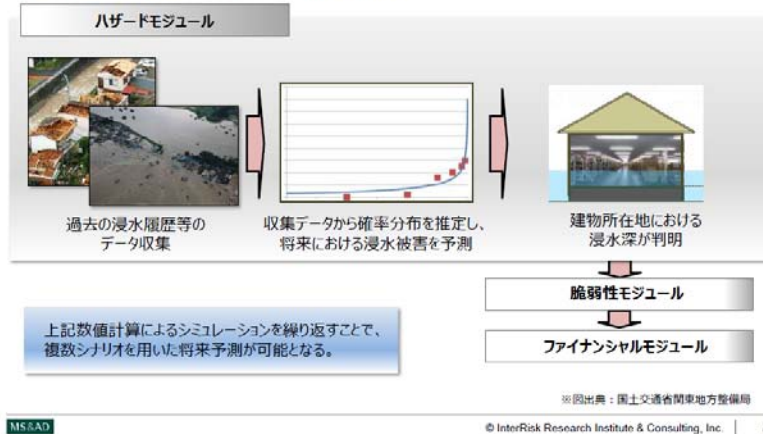 ハザードモジュール
過去の浸水履歴等の
データ収集
収集データから確率分布を推定し、
将来における浸水被害を予測
建物所在地における
浸水深が判明
脆弱性モジュール
ファイナンシャルモジュール
上記数値計算によるシミュレーションを繰り返すことで、
複数シナリオを用いた将来予測が可能となる。
※図出典：国土交通省関東地方整備局
MS&AD
© InterRisk Research Institute & Consulting, Inc.